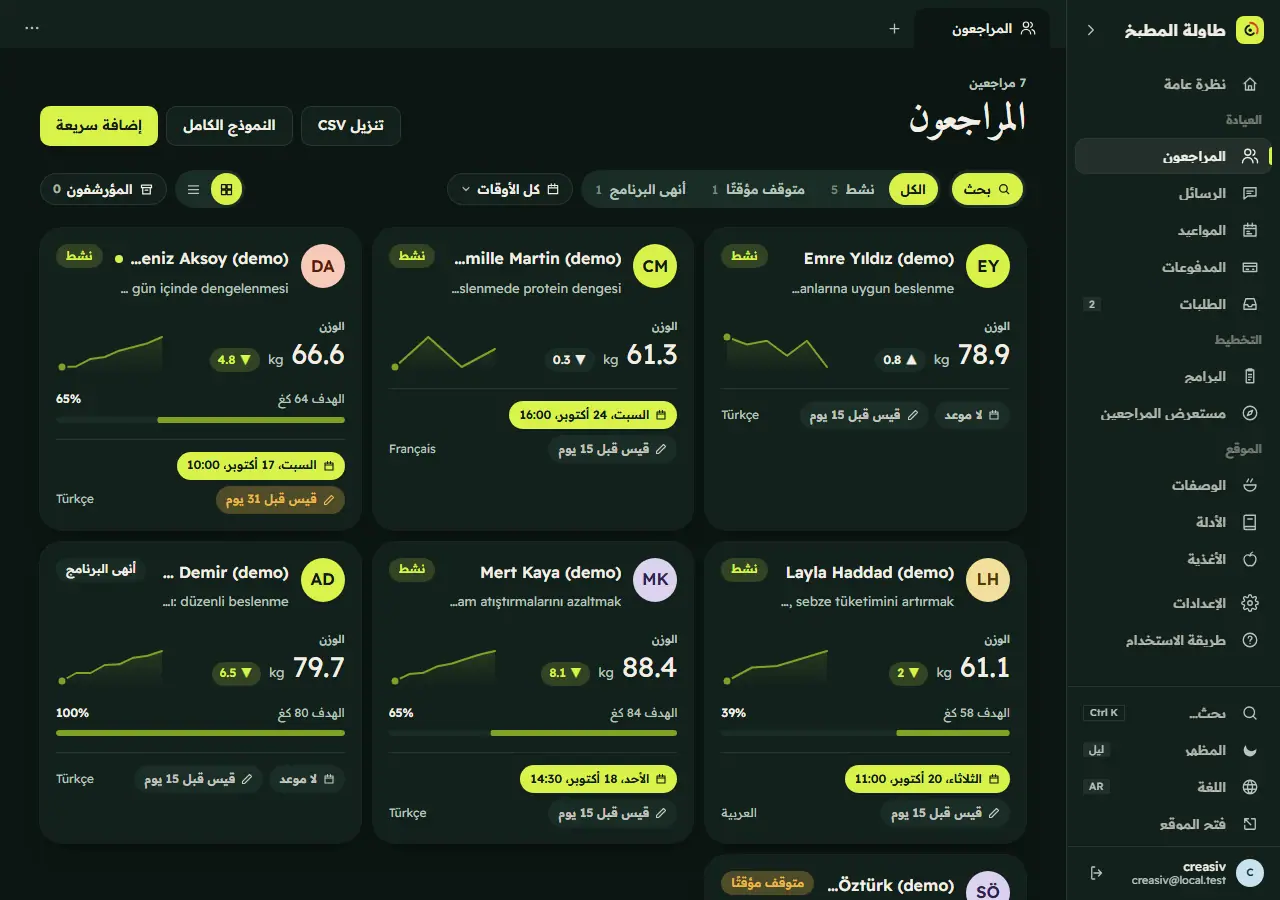 طاولة المطبخ
نظرة عامة
العيادة
المراجعون
الرسائل
المواعيد
المدفوعات
الطلبات 2
التخطيط
البرامج
مستعرض المراجعين
الموقع
الوصفات
الأدلة
الأغذية
الإعدادات
طريقة الاستخدام
بحث... Ctrl K
المظهر ليل
اللغة AR
فتح الموقع
C
creasiv
creasiv@local.test
المراجعون
7 مراجعين
المراجعون
تنزيل CSV
النموذج الكامل
إضافة سريعة
بحث
الكل
نشط 5
متوقف مؤقتًا 1
أنهى البرنامج 1
كل الأوقات
المؤرشفون 0
EY
Emre Yıldız (demo)
نشط
...anlarına uygun beslenme
الوزن
78.9 kg ▲ 0.8
لا موعد
قيس قبل 15 يوم
Türkçe
CM
...mille Martin (demo)
نشط
...slenmede protein dengesi
الوزن
61.3 kg ▼ 0.3
السبت، 24 أكتوبر، 16:00
قيس قبل 15 يوم
Français
DA
...eniz Aksoy (demo)
نشط
... gün içinde dengelenmesi
الوزن
66.6 kg ▼ 4.8
الهدف 64 كغ
65%
السبت، 17 أكتوبر، 10:00
قيس قبل 31 يوم
Türkçe
LH
Layla Haddad (demo)
نشط
..., sebze tüketimini artırmak
الوزن
61.1 kg ▼ 2
الهدف 58 كغ
39%
الثلاثاء، 20 أكتوبر، 11:00
قيس قبل 15 يوم
العربية
MK
Mert Kaya (demo)
نشط
...am atıştırmalarını azaltmak
الوزن
88.4 kg ▼ 8.1
الهدف 84 كغ
65%
الأحد، 18 أكتوبر، 14:30
قيس قبل 15 يوم
Türkçe
AD
... Demir (demo)
أنهى البرنامج
...ı: düzenli beslenme
الوزن
79.7 kg ▼ 6.5
الهدف 80 كغ
100%
لا موعد
قيس قبل 15 يوم
Türkçe
SÖ
...Öztürk (demo)
متوقف مؤقتًا